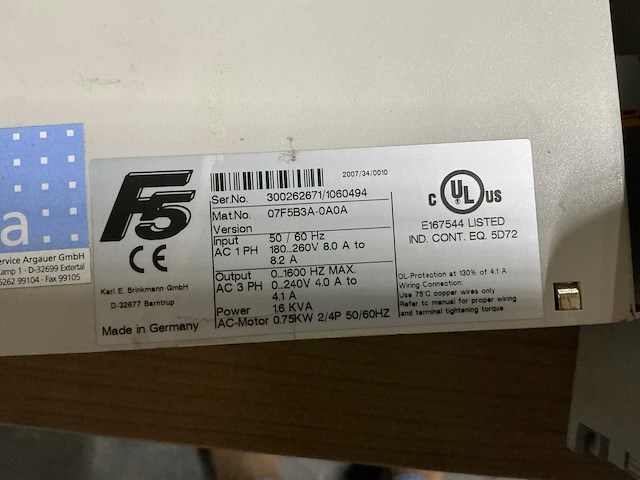 a
ervice Argauer GmbH
amp 1 · D-32699 Extertal
5262 99104 · Fax 99105
F5
CE
Karl E. Brinkmann GmbH
D-32677 Barntrup
Made in Germany
2007/34/0010
Ser.No. 300262671/1060494
Mat.No. 07F5B3A-0A0A
Version
Input 50 / 60 Hz
AC 1 PH 180..260V 8.0 A to
8.2 A
Output 0..1600 HZ MAX.
AC 3 PH 0..240V 4.0 A to
4.1 A
Power 1.6 KVA
AC-Motor 0.75KW 2/4P 50/60HZ
C UL US
E167544 LISTED
IND. CONT. EQ. 5D72
OL-Protection at 130% of 4.1 A
Wiring Connection:
Use 75°C copper wires only
Refer to manual for proper wiring
and terminal tightening torque